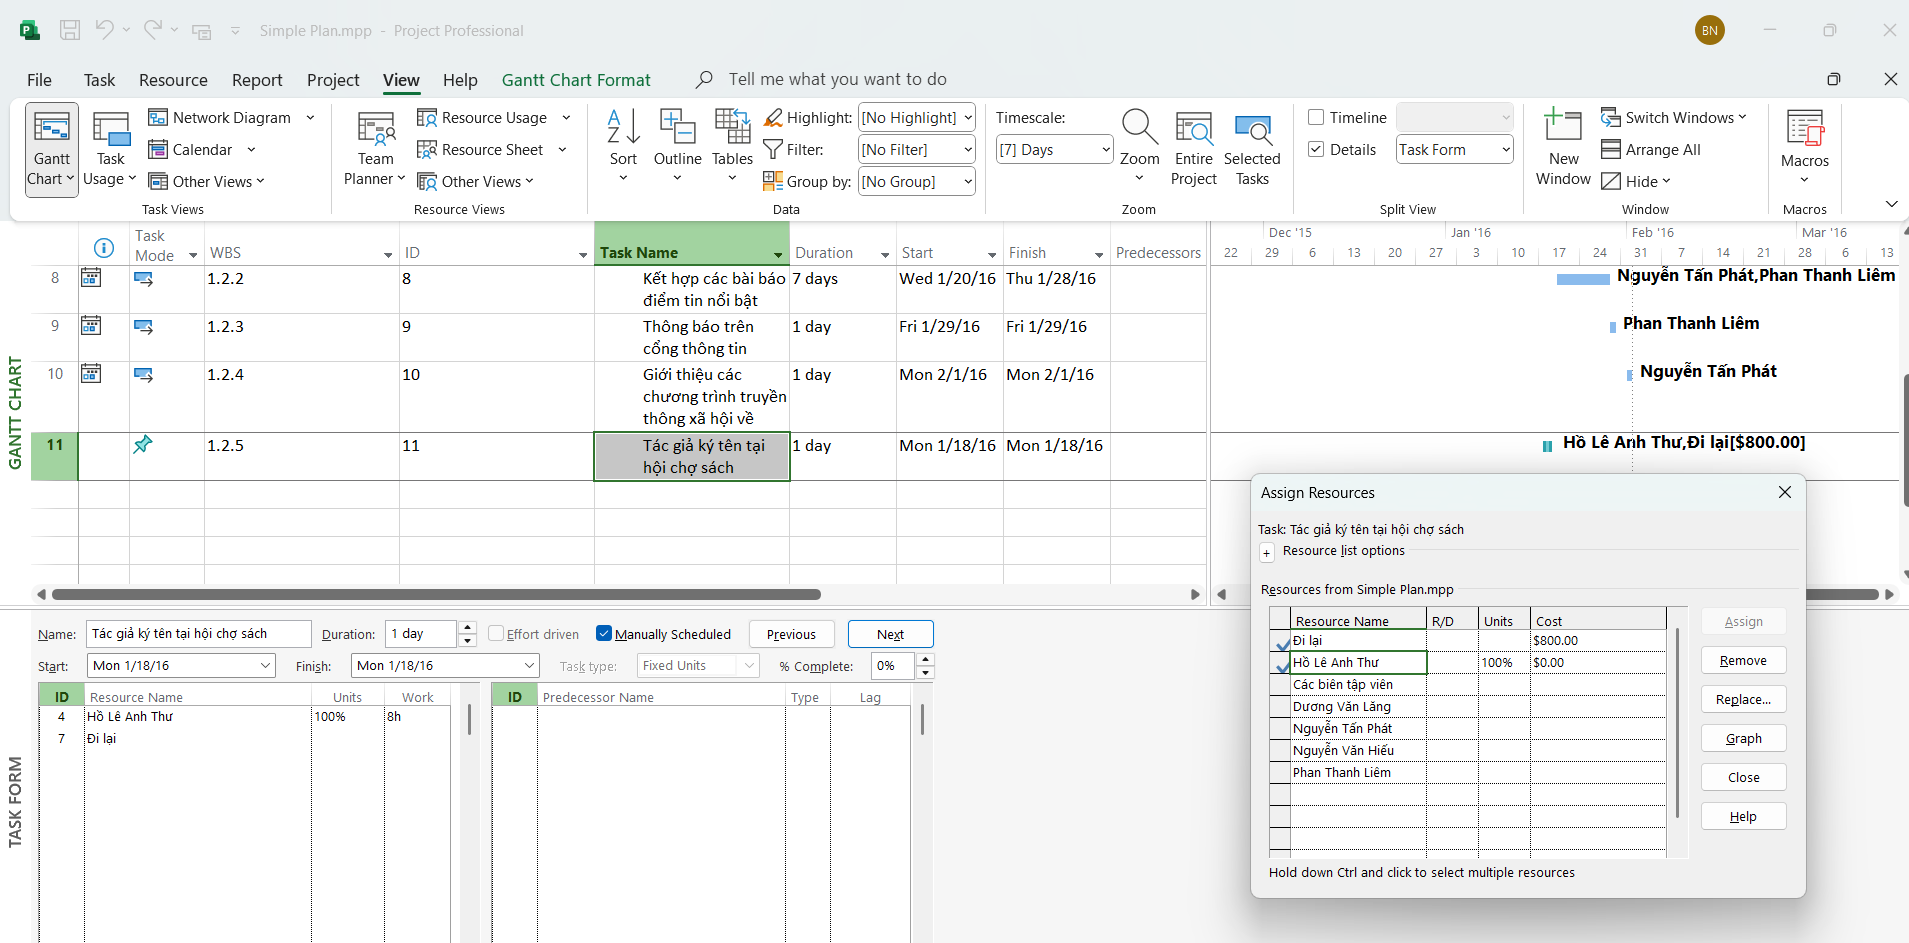 Simple Plan.mpp - Project Professional
BN
File Task Resource Report Project View Help Gantt Chart Format Tell me what you want to do
Gantt Chart
Task Usage
Network Diagram
Calendar
Other Views
Task Views
Team Planner
Resource Usage
Resource Sheet
Other Views
Resource Views
Sort
Outline
Tables
Highlight: [No Highlight]
Filter: [No Filter]
Group by: [No Group]
Data
Timescale:
[7] Days
Zoom
Entire Project
Selected Tasks
Zoom
Timeline
Details Task Form
Split View
New Window
Switch Windows
Arrange All
Hide
Window
Macros
Macros
GANTT CHART
Task Mode WBS ID Task Name Duration Start Finish Predecessors
Dec '15 Jan '16 Feb '16 Mar '16
22 29 6 13 20 27 3 10 17 24 31 7 14 21 28 6 13
8 1.2.2 8 Kết hợp các bài báo 7 days Wed 1/20/16 Thu 1/28/16 Nguyễn Tấn Phát,Phan Thanh Liêm
điểm tin nổi bật
9 1.2.3 9 Thông báo trên 1 day Fri 1/29/16 Fri 1/29/16 Phan Thanh Liêm
cổng thông tin
10 1.2.4 10 Giới thiệu các 1 day Mon 2/1/16 Mon 2/1/16 Nguyễn Tấn Phát
chương trình truyền
thông xã hội về
11 1.2.5 11 Tác giả ký tên tại 1 day Mon 1/18/16 Mon 1/18/16 Hồ Lê Anh Thư,Đi lại[$800.00]
hội chợ sách
TASK FORM
Name: Tác giả ký tên tại hội chợ sách Duration: 1 day Effort driven Manually Scheduled Previous Next
Start: Mon 1/18/16 Finish: Mon 1/18/16 Task type: Fixed Units % Complete: 0%
ID Resource Name Units Work ID Predecessor Name Type Lag
4 Hồ Lê Anh Thư 100% 8h
7 Đi lại
Assign Resources
Task: Tác giả ký tên tại hội chợ sách
+ Resource list options
Resources from Simple Plan.mpp
Resource Name R/D Units Cost
Đi lại $800.00
Hồ Lê Anh Thư 100% $0.00
Các biên tập viên
Dương Văn Lăng
Nguyễn Tấn Phát
Nguyễn Văn Hiếu
Phan Thanh Liêm
Assign
Remove
Replace...
Graph
Close
Help
Hold down Ctrl and click to select multiple resources